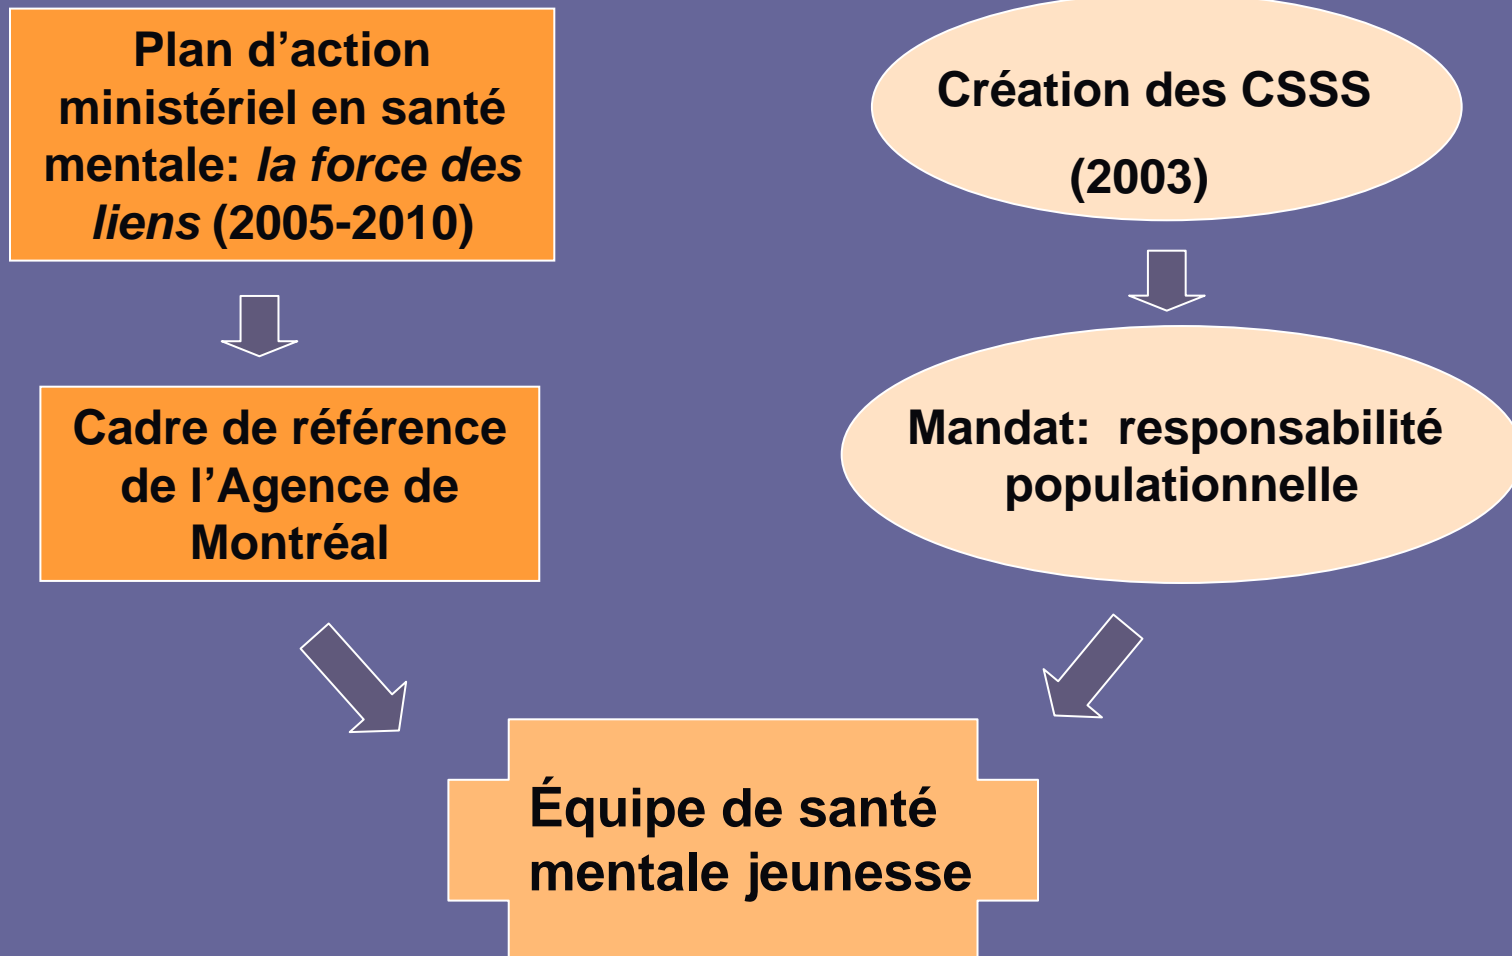 Plan d’action
ministériel en santé
mentale: la force des
liens (2005-2010)
Création des CSSS
(2003)
Cadre de référence
de l’Agence de
Montréal
Mandat:  responsabilité
populationnelle
Équipe de santé
mentale jeunesse